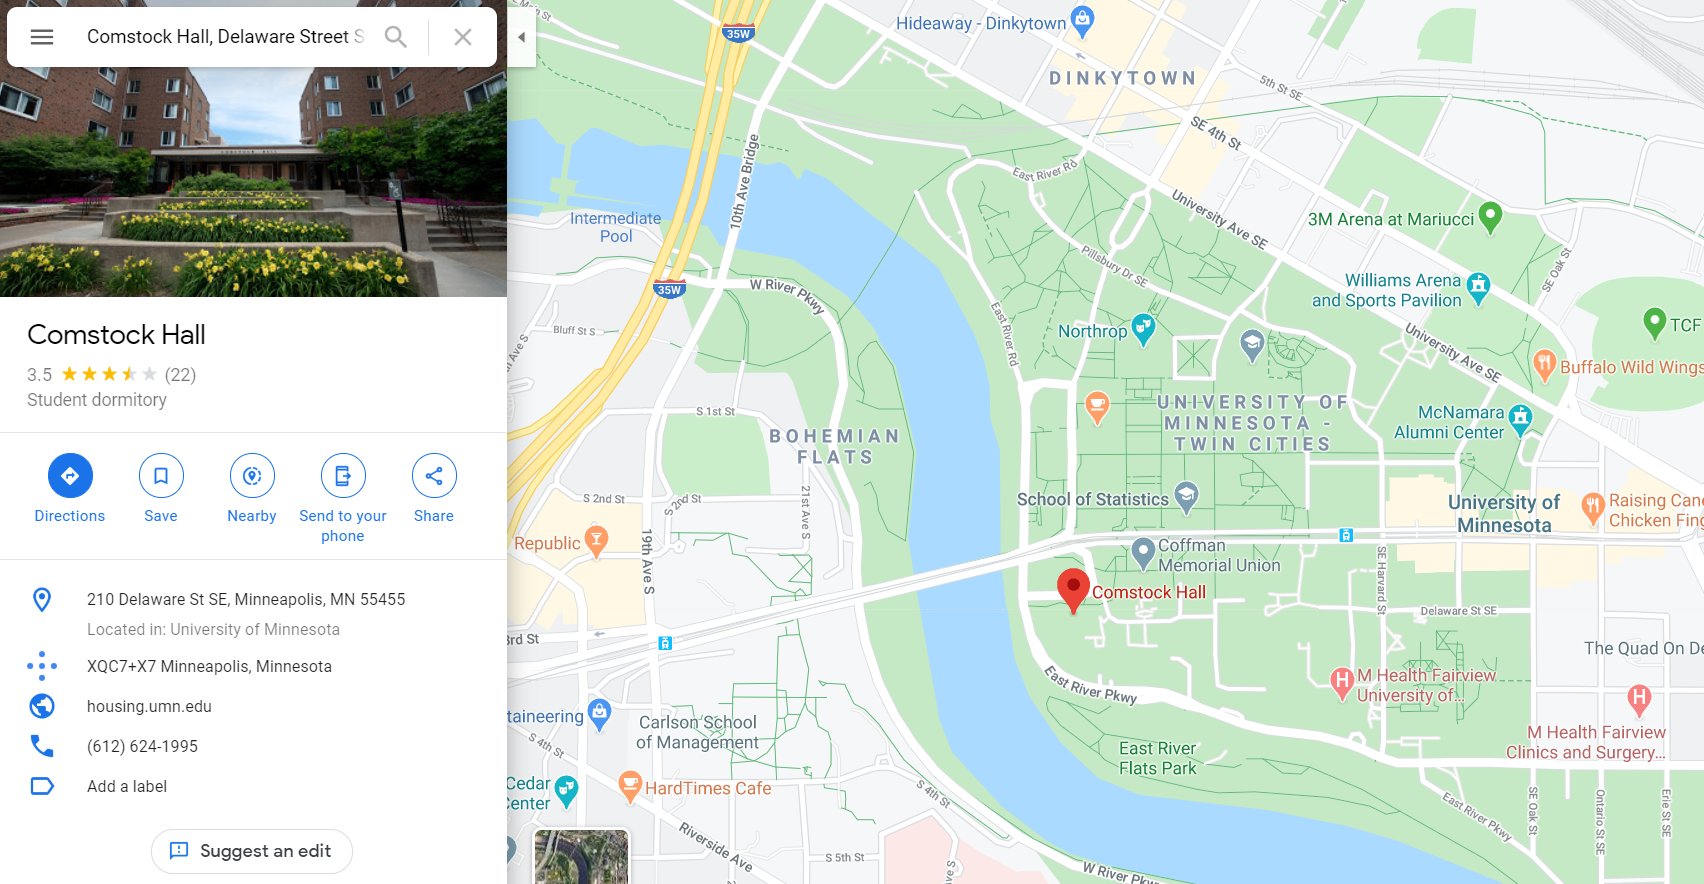 Comstock Hall, Delaware Street S
Comstock Hall
3.5
(22)
Student dormitory
Directions
Save
Nearby
Send to your
phone
Share
210 Delaware St SE, Minneapolis, MN 55455
Located in: University of Minnesota
XQC7+X7 Minneapolis, Minnesota
housing.umn.edu
(612) 624-1995
Add a label
Suggest an edit
35W
Hideaway - Dinkytown
DINKYTOWN
5th St SE
SE 4th St
10th Ave Bridge
East River Rd
University Ave SE
3M Arena at Mariucci
Intermediate
Pool
Pillsbury Dr SE
SE Oak St
Williams Arena
and Sports Pavilion
35W
W River Pkwy
Bluff St S
East River Rd
Northrop
TCF
University Ave SE
Buffalo Wild Wings
UNIVERSITY OF
MINNESOTA -
TWIN CITIES
McNamara
Alumni Center
S 1st St
BOHEMIAN
FLATS
S 2nd St
S 2nd St
21st Ave S
19th Ave S
Republic
School of Statistics
University of
Minnesota
Raising Cane
Chicken Fing
Coffman
Memorial Union
Comstock Hall
SE Harvard St
Delaware St SE
3rd St
The Quad On De
East River Pkwy
M Health Fairview
University of...
M Health Fairview
Clinics and Surgery...
taineering
Carlson School
of Management
S 4th St
East River
Flats Park
Cedar
Center
HardTimes Cafe
S 4th St
East River Pkwy
SE Oak St
Ontario St SE
Erie St SE
Riverside Ave
S 5th St
W River Pkw